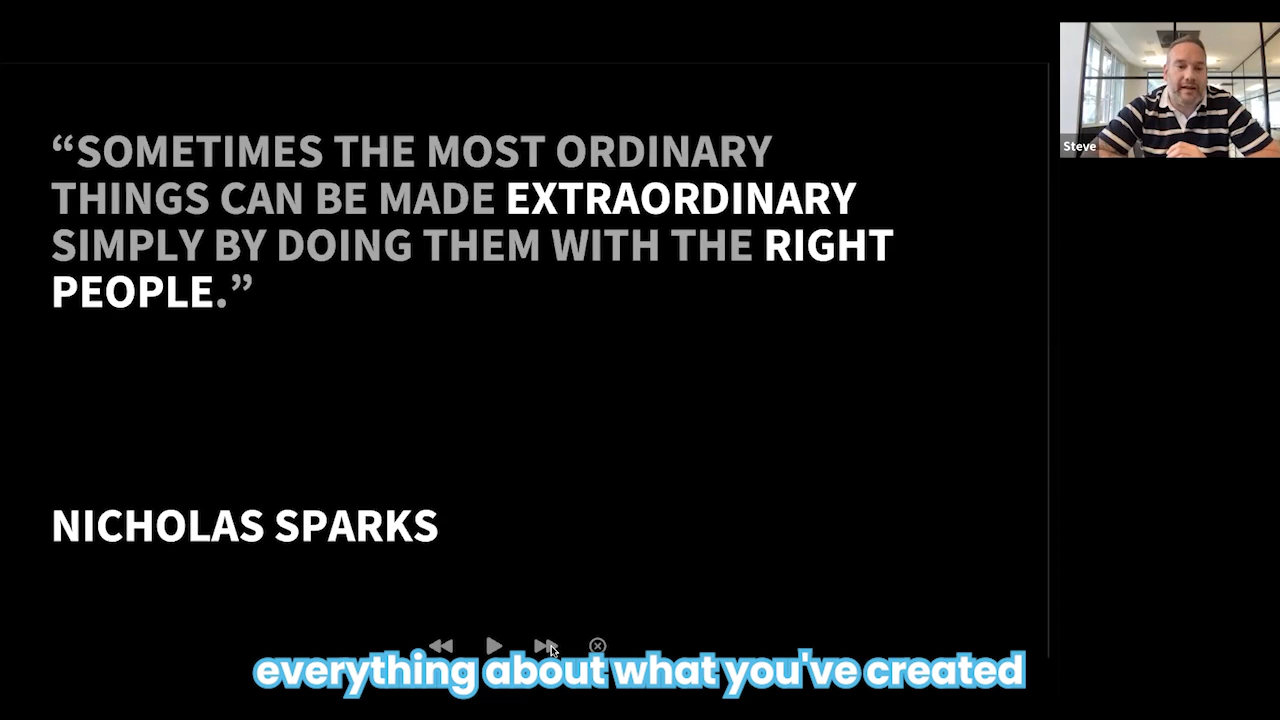 “SOMETIMES THE MOST ORDINARY
THINGS CAN BE MADE EXTRAORDINARY
SIMPLY BY DOING THEM WITH THE RIGHT
PEOPLE.”
NICHOLAS SPARKS
Steve
everything about what you've created